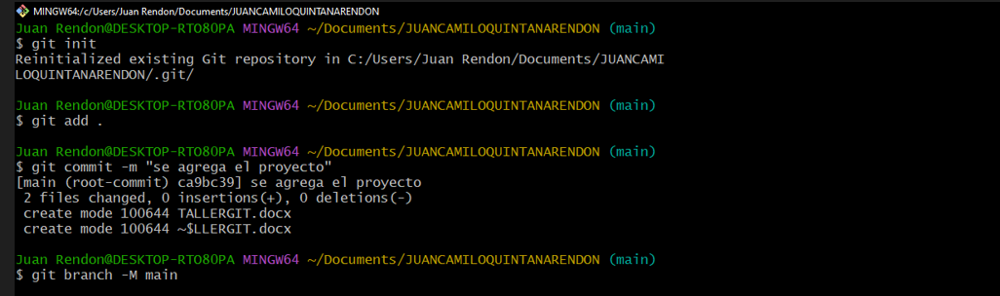 MINGW64:/c/Users/Juan Rendon/Documents/JUANCAMILOQUINTANARENDON
Juan Rendon@DESKTOP-RTO80PA MINGW64 ~/Documents/JUANCAMILOQUINTANARENDON (main)
$ git init
Reinitialized existing Git repository in C:/Users/Juan Rendon/Documents/JUANCAMI
LOQUINTANARENDON/.git/
Juan Rendon@DESKTOP-RTO80PA MINGW64 ~/Documents/JUANCAMILOQUINTANARENDON (main)
$ git add .
Juan Rendon@DESKTOP-RTO80PA MINGW64 ~/Documents/JUANCAMILOQUINTANARENDON (main)
$ git commit -m "se agrega el proyecto"
[main (root-commit) ca9bc39] se agrega el proyecto
 2 files changed, 0 insertions(+), 0 deletions(-)
 create mode 100644 TALLERGIT.docx
 create mode 100644 ~$LLERGIT.docx
Juan Rendon@DESKTOP-RTO80PA MINGW64 ~/Documents/JUANCAMILOQUINTANARENDON (main)
$ git branch -M main